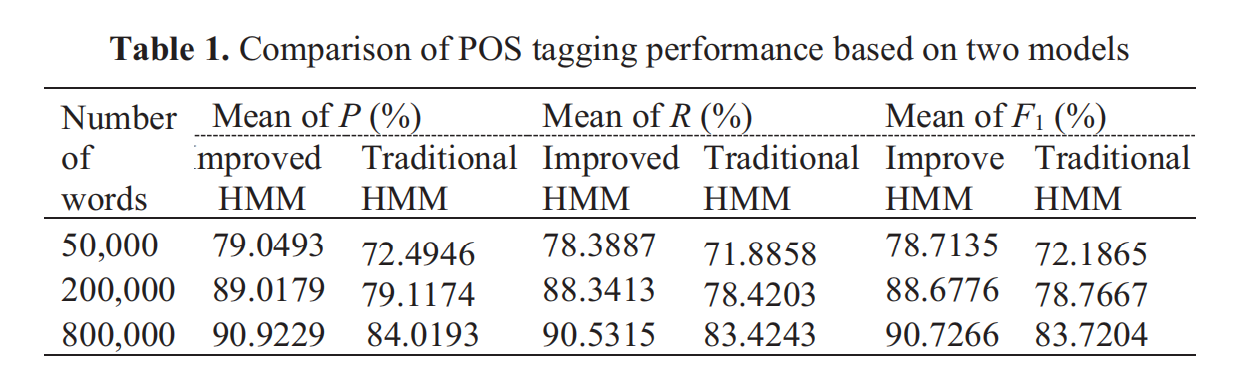 Table 1. Comparison of POS tagging performance based on two models
Number Mean of P (%) Mean of R (%) Mean of F1 (%)
of mproved Traditional Improved Traditional Improve Traditional
words HMM HMM HMM HMM HMM HMM
50,000 79.0493 72.4946 78.3887 71.8858 78.7135 72.1865
200,000 89.0179 79.1174 88.3413 78.4203 88.6776 78.7667
800,000 90.9229 84.0193 90.5315 83.4243 90.7266 83.7204